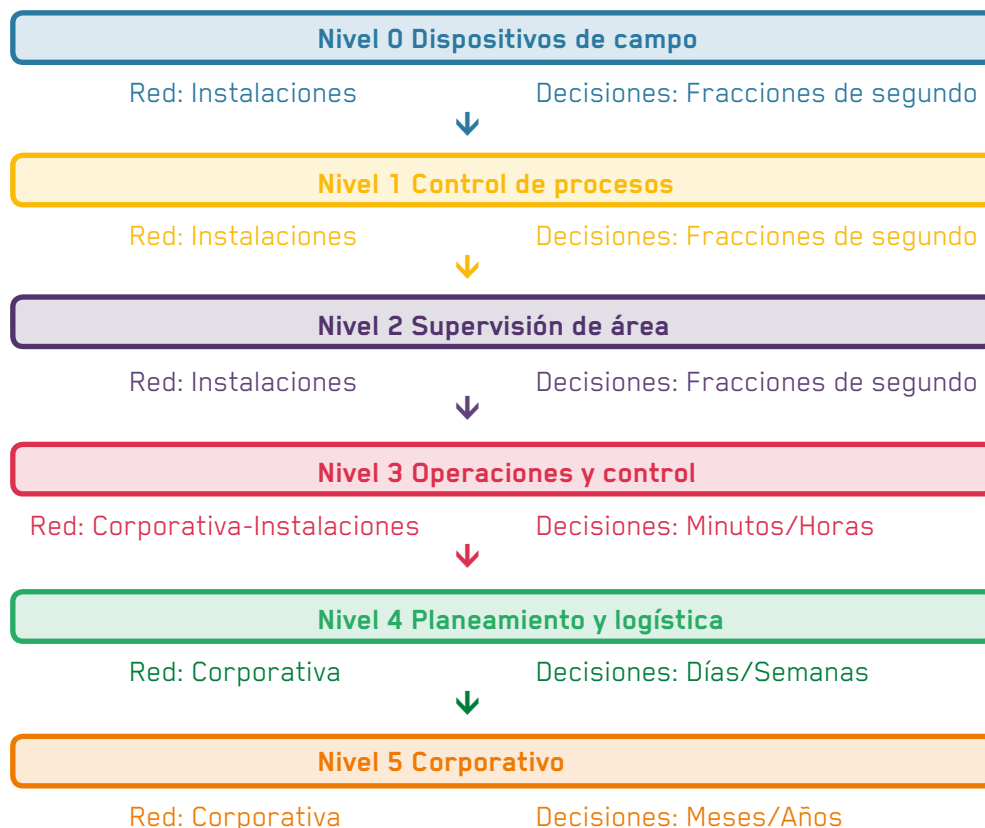 Nivel 0 Dispositivos de campo
Red: Instalaciones Decisiones: Fracciones de segundo
Nivel 1 Control de procesos
Red: Instalaciones Decisiones: Fracciones de segundo
Nivel 2 Supervisión de área
Red: Instalaciones Decisiones: Fracciones de segundo
Nivel 3 Operaciones y control
Red: Corporativa-Instalaciones Decisiones: Minutos/Horas
Nivel 4 Planeamiento y logística
Red: Corporativa Decisiones: Días/Semanas
Nivel 5 Corporativo
Red: Corporativa Decisiones: Meses/Años